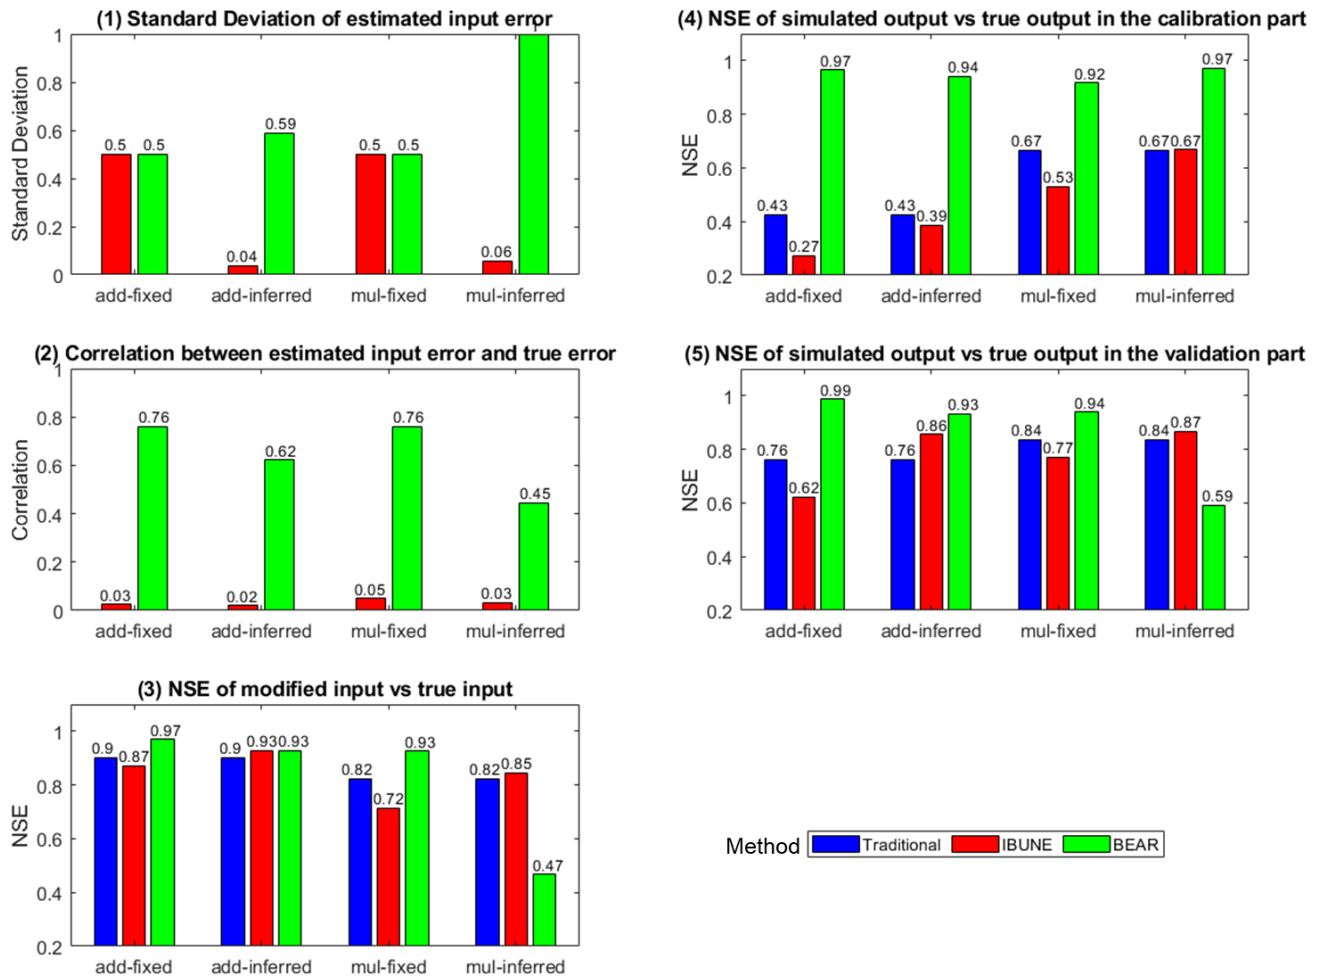 (1) Standard Deviation of estimated input error
Standard Deviation
1
0.8
0.6
0.4
0.2
0
0.5 0.5
0.04 0.59
0.5 0.5
0.06
add-fixed add-inferred mul-fixed mul-inferred
(2) Correlation between estimated input error and true error
Correlation
1
0.8
0.6
0.4
0.2
0
0.03 0.76
0.02 0.62
0.05 0.76
0.03 0.45
add-fixed add-inferred mul-fixed mul-inferred
(3) NSE of modified input vs true input
NSE
1
0.8
0.6
0.4
0.2
0.9 0.87 0.97
0.9 0.93 0.93
0.82 0.72 0.93
0.82 0.85 0.47
add-fixed add-inferred mul-fixed mul-inferred
(4) NSE of simulated output vs true output in the calibration part
NSE
1
0.8
0.6
0.4
0.2
0.43 0.27 0.97
0.43 0.39 0.94
0.67 0.53 0.92
0.67 0.67 0.97
add-fixed add-inferred mul-fixed mul-inferred
(5) NSE of simulated output vs true output in the validation part
NSE
1
0.8
0.6
0.4
0.2
0.76 0.62 0.99
0.76 0.86 0.93
0.84 0.77 0.94
0.84 0.87 0.59
add-fixed add-inferred mul-fixed mul-inferred
Method Traditional IBUNE BEAR